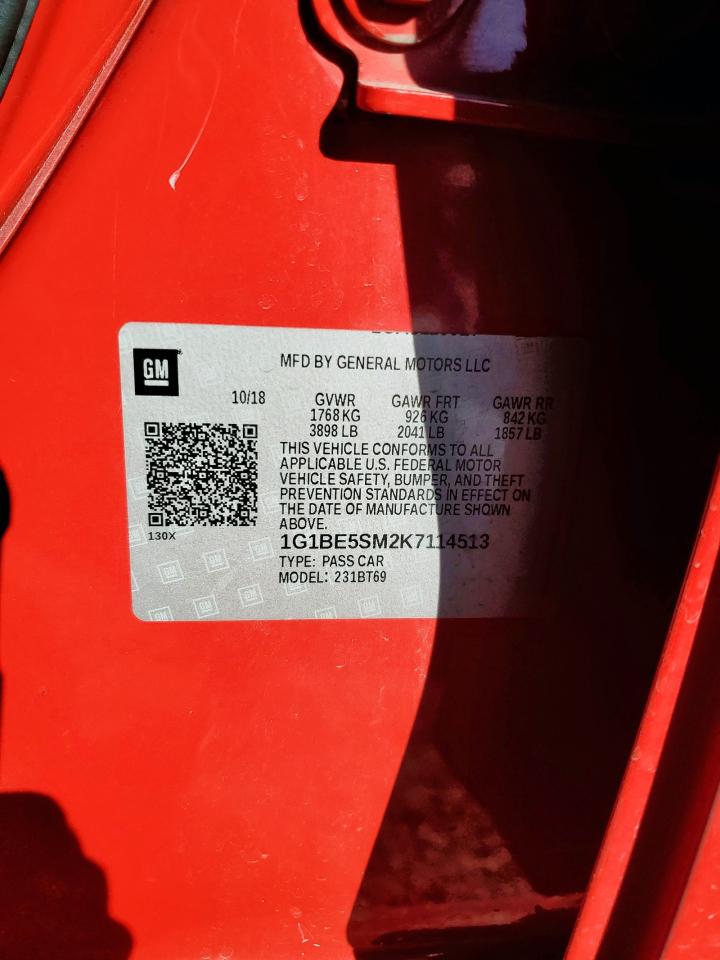 GM
MFD BY GENERAL MOTORS LLC
10/18 GVWR GAWR FRT GAWR RR
1768 KG 926 KG 842 KG
3898 LB 2041 LB 1857 LB
THIS VEHICLE CONFORMS TO ALL
APPLICABLE U.S. FEDERAL MOTOR
VEHICLE SAFETY, BUMPER, AND THEFT
PREVENTION STANDARDS IN EFFECT ON
THE DATE OF MANUFACTURE SHOWN
ABOVE.
130X
1G1BE5SM2K7114513
TYPE: PASS CAR
MODEL: 231BT69